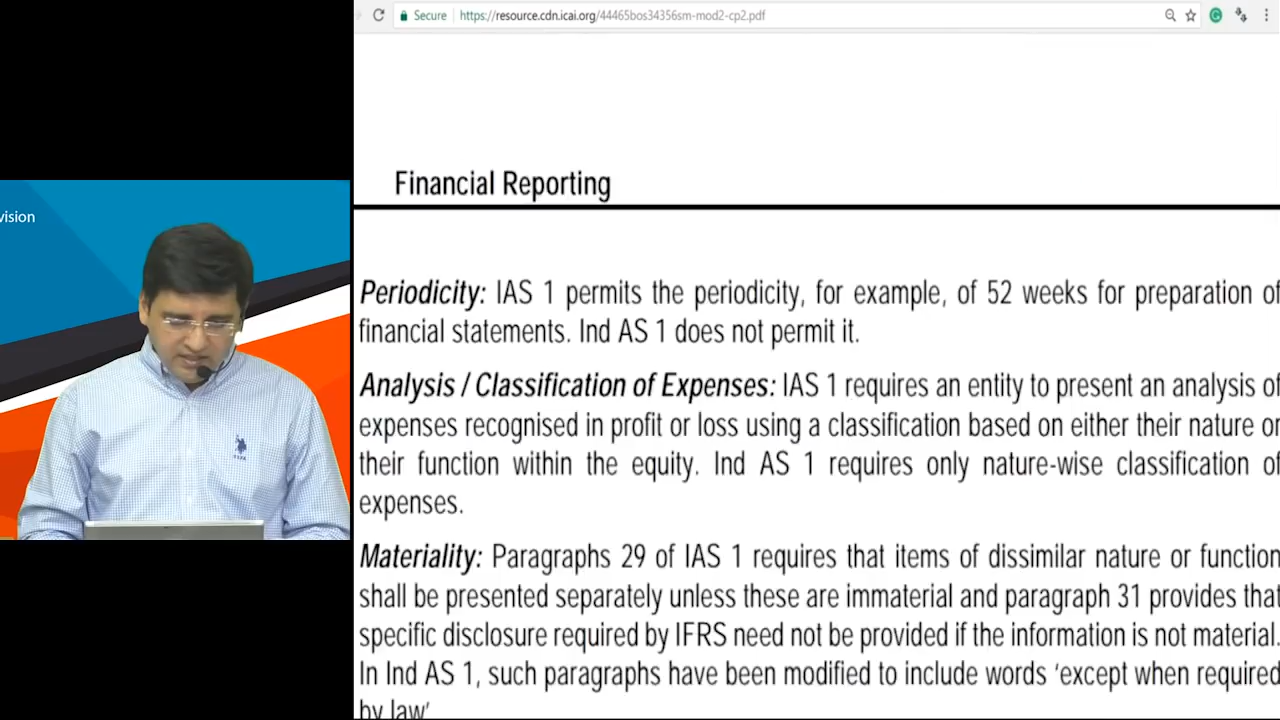 Secure https://resource.cdn.icai.org/44465bos34356sm-mod2-cp2.pdf
vision
Financial Reporting
Periodicity: IAS 1 permits the periodicity, for example, of 52 weeks for preparation of
financial statements. Ind AS 1 does not permit it.
Analysis / Classification of Expenses: IAS 1 requires an entity to present an analysis of
expenses recognised in profit or loss using a classification based on either their nature or
their function within the equity. Ind AS 1 requires only nature-wise classification of
expenses.
Materiality: Paragraphs 29 of IAS 1 requires that items of dissimilar nature or function
shall be presented separately unless these are immaterial and paragraph 31 provides that
specific disclosure required by IFRS need not be provided if the information is not material.
In Ind AS 1, such paragraphs have been modified to include words ‘except when required
by law’